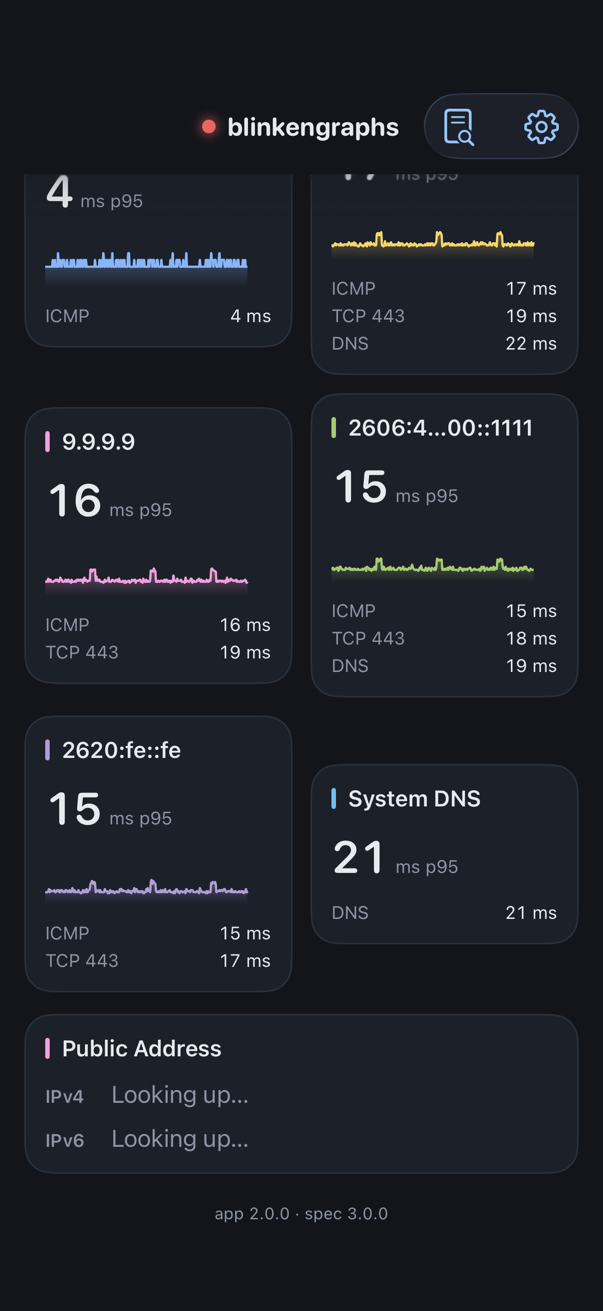 blinkengraphs
4 ms p95
ms p95
ICMP 4 ms
ICMP 17 ms
TCP 443 19 ms
DNS 22 ms
9.9.9.9
16 ms p95
ICMP 16 ms
TCP 443 19 ms
2606:4...00::1111
15 ms p95
ICMP 15 ms
TCP 443 18 ms
DNS 19 ms
2620:fe::fe
15 ms p95
ICMP 15 ms
TCP 443 17 ms
System DNS
21 ms p95
DNS 21 ms
Public Address
IPv4 Looking up...
IPv6 Looking up...
app 2.0.0 · spec 3.0.0